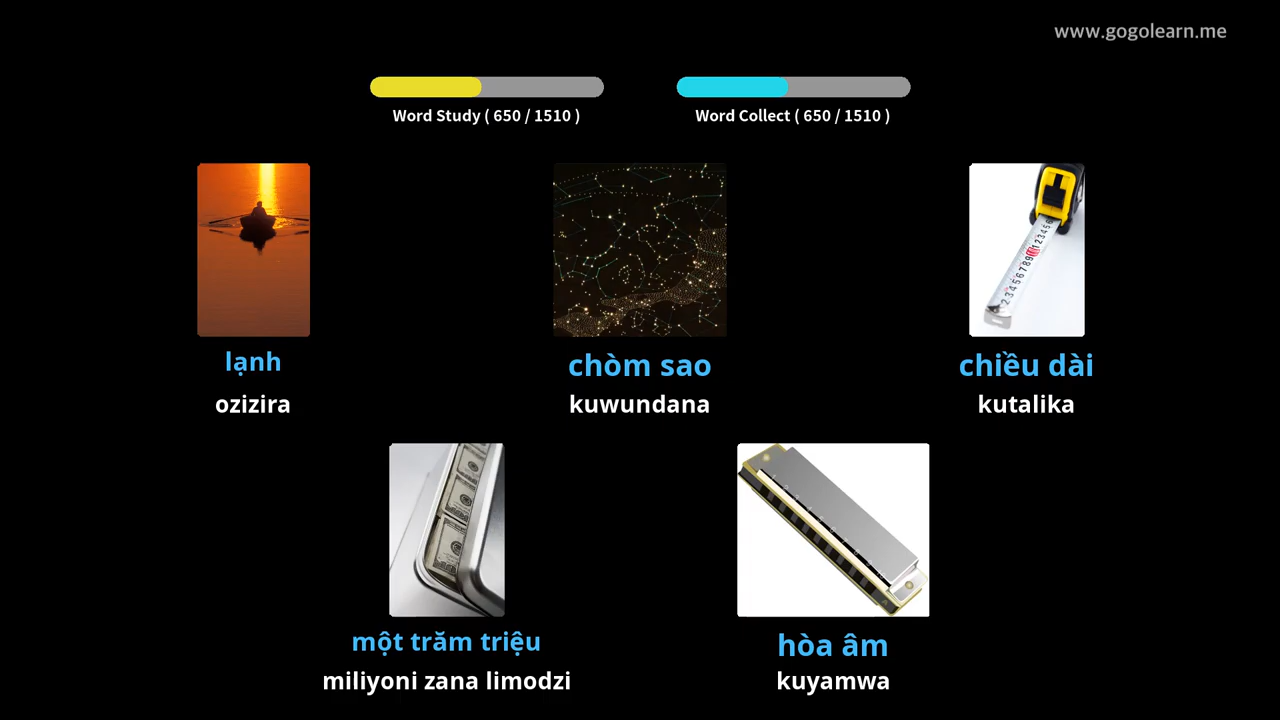 www.gogolearn.me
Word Study ( 650 / 1510 )
Word Collect ( 650 / 1510 )
lạnh
ozizira
chòm sao
kuwundana
chiều dài
kutalika
một trăm triệu
miliyoni zana limodzi
hòa âm
kuyamwa